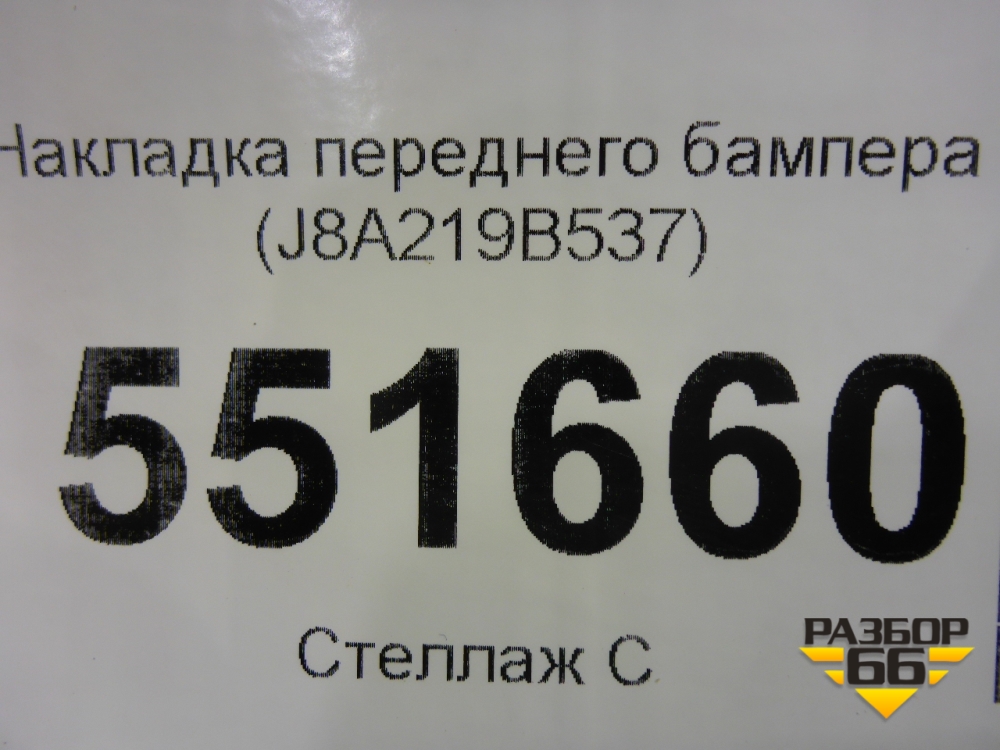 Накладка переднего бампера
(J8A219B537)
551660
Стеллаж С
РАЗБОР
66